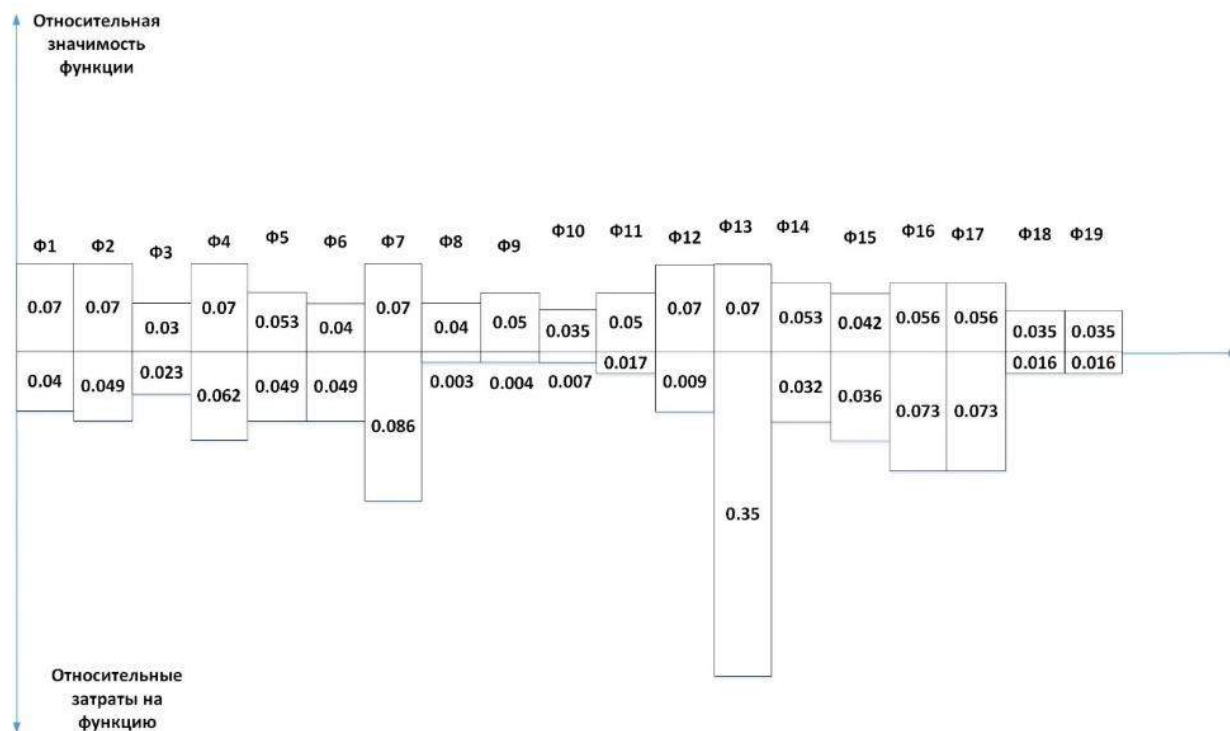 Относительная
значимость
функции
Ф1 Ф2 Ф3 Ф4 Ф5 Ф6 Ф7 Ф8 Ф9 Ф10 Ф11 Ф12 Ф13 Ф14 Ф15 Ф16 Ф17 Ф18 Ф19
0.07 0.07 0.03 0.07 0.053 0.04 0.07 0.04 0.05 0.035 0.05 0.07 0.07 0.053 0.042 0.056 0.056 0.035 0.035
0.04 0.049 0.023 0.062 0.049 0.049 0.086 0.003 0.004 0.007 0.017 0.009 0.35 0.032 0.036 0.073 0.073 0.016 0.016
Относительные
затраты на
функцию